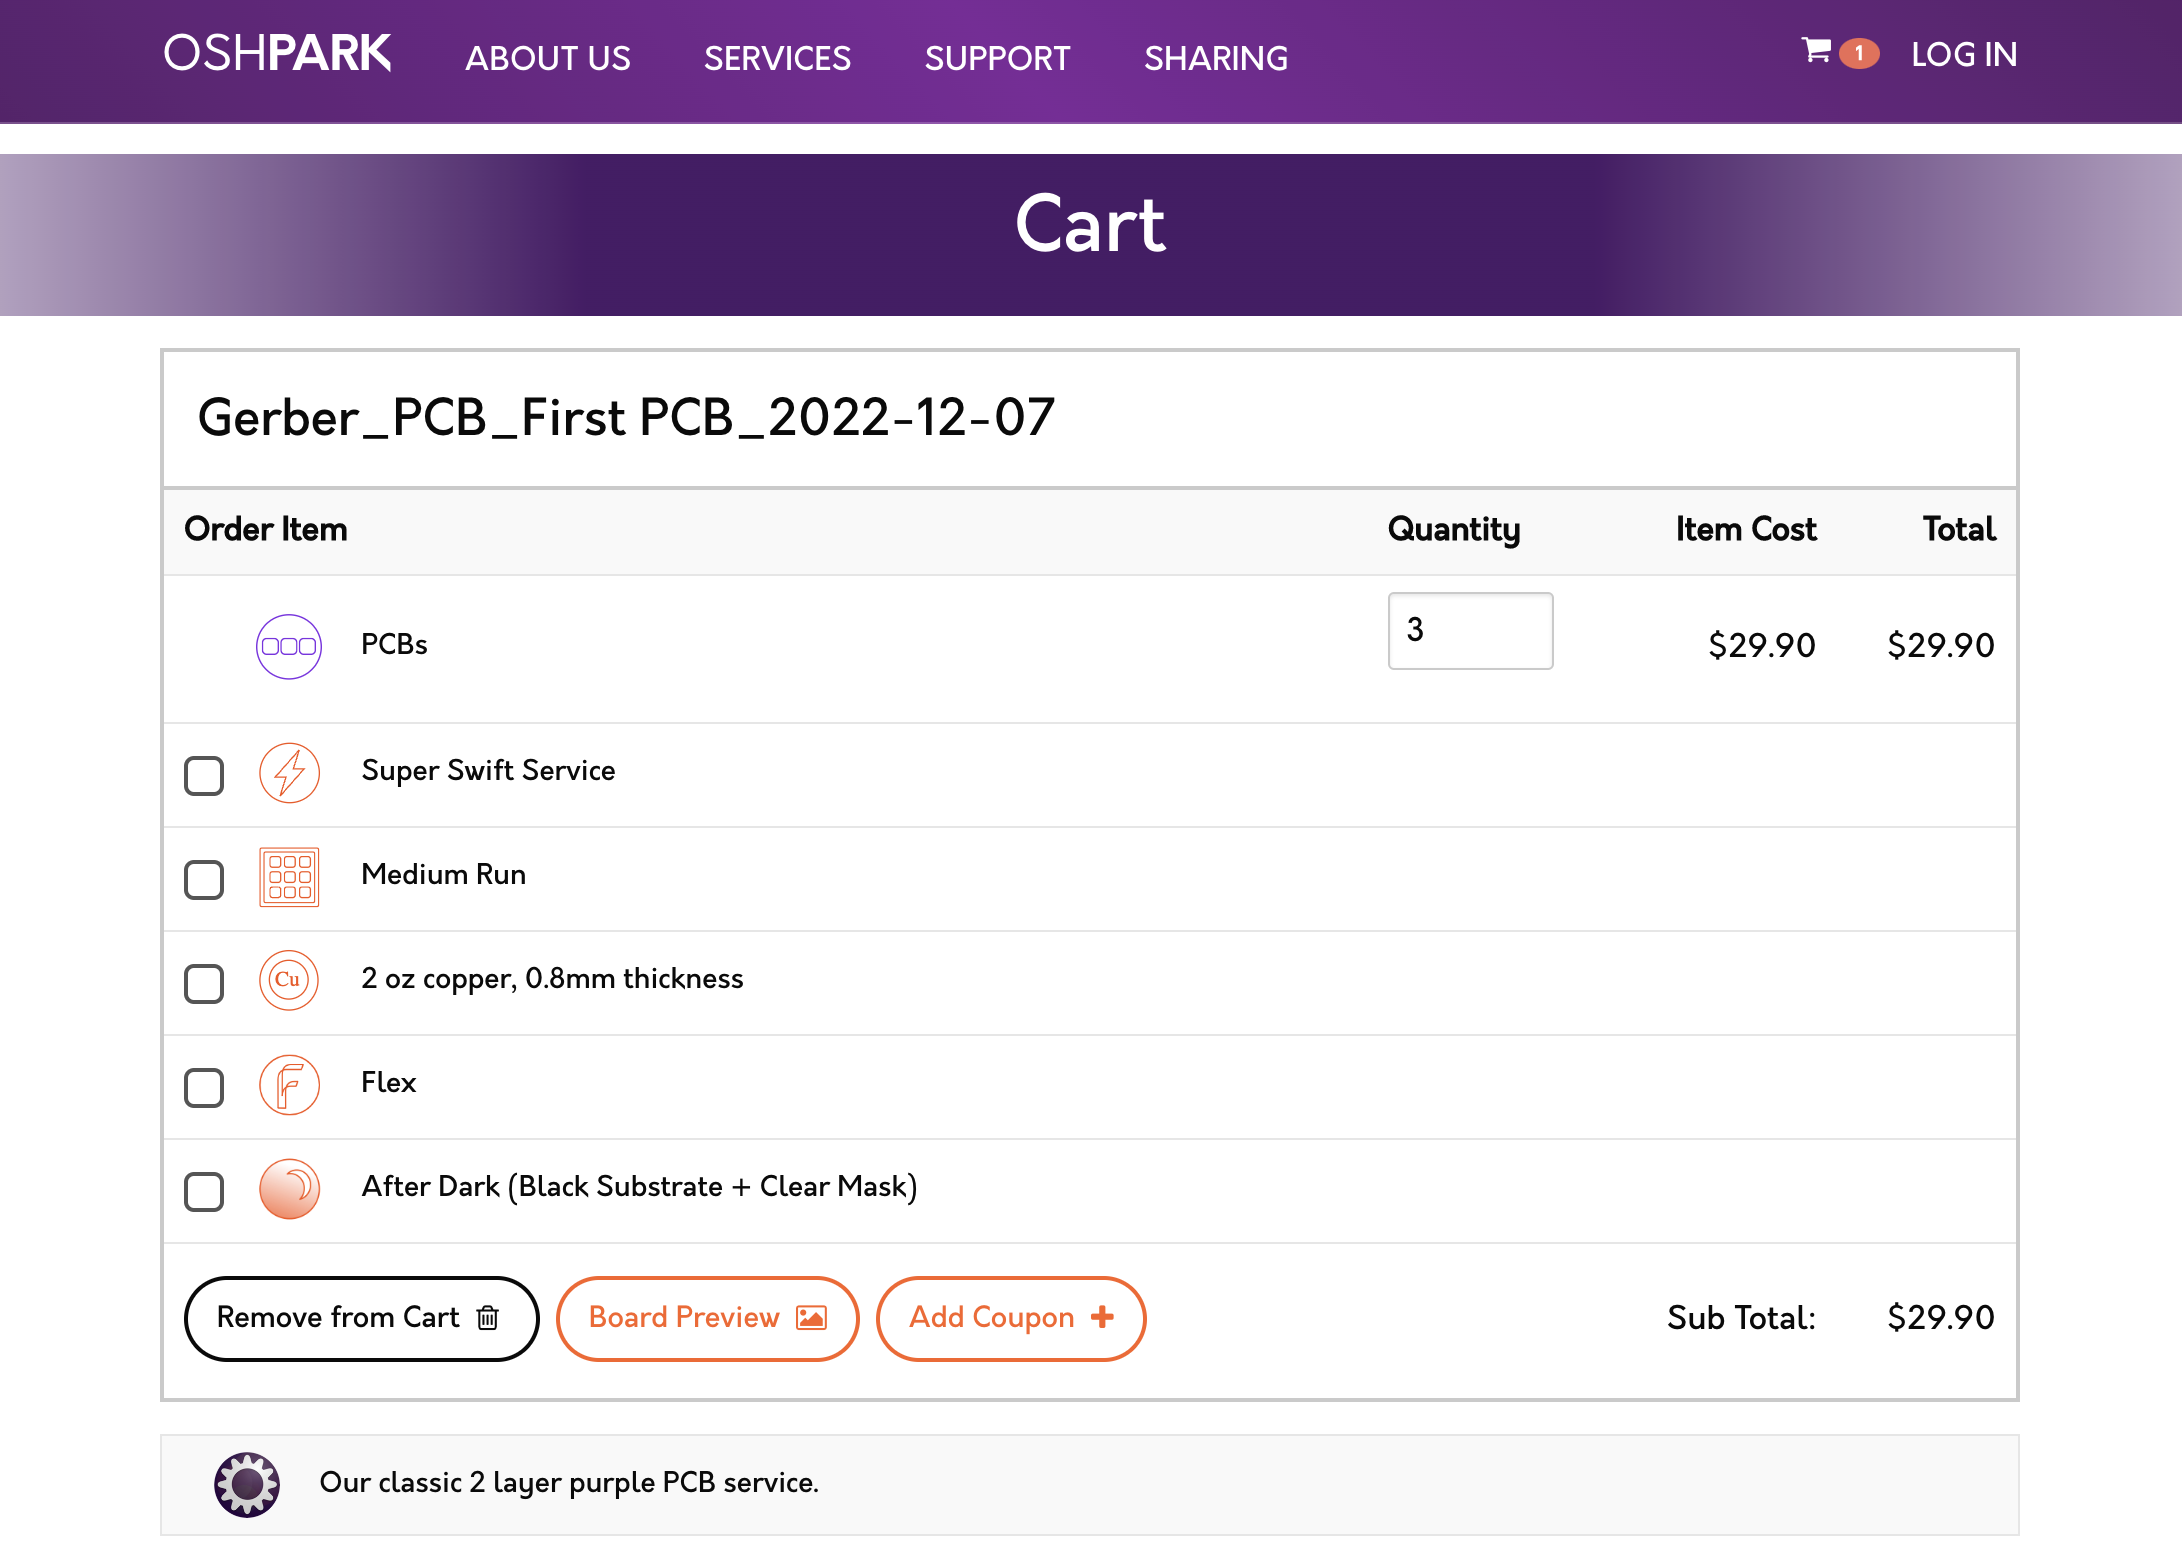 OSHPARK ABOUT US SERVICES SUPPORT SHARING 1 LOG IN
Cart
Gerber_PCB_First PCB_2022-12-07
Order Item Quantity Item Cost Total
PCBs 3 $29.90 $29.90
Super Swift Service
Medium Run
Cu 2 oz copper, 0.8mm thickness
F Flex
After Dark (Black Substrate + Clear Mask)
Remove from Cart Board Preview Add Coupon Sub Total: $29.90
Our classic 2 layer purple PCB service.